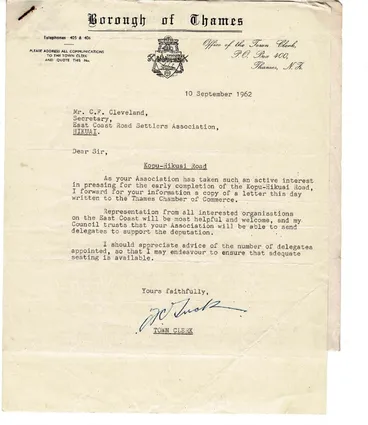 Borough of Thames
Telephones 405 & 406
PLEASE ADDRESS ALL COMMUNICATIONS
TO THE TOWN CLERK
AND QUOTE THIS No.
Office of the Town Clerk,
P.O. Box 400,
Thames, N.Z.
10 September 1962
Mr. C.F. Cleveland,
Secretary,
East Coast Road Settlers Association,
HIKUAI.
Dear Sir,
Kopu-Hikuai Road
As your Association has taken such an active interest
in pressing for the early completion of the Kopu-Hikuai Road,
I forward for your information a copy of a letter this day
written to the Thames Chamber of Commerce.
Representation from all interested organisations
on the East Coast will be most helpful and welcome, and my
Council trusts that your Association will be able to send
delegates to support the deputation.
I should appreciate advice of the number of delegates
appointed, so that I may endeavour to ensure that adequate
seating is available.
Yours faithfully,
TOWN CLERK